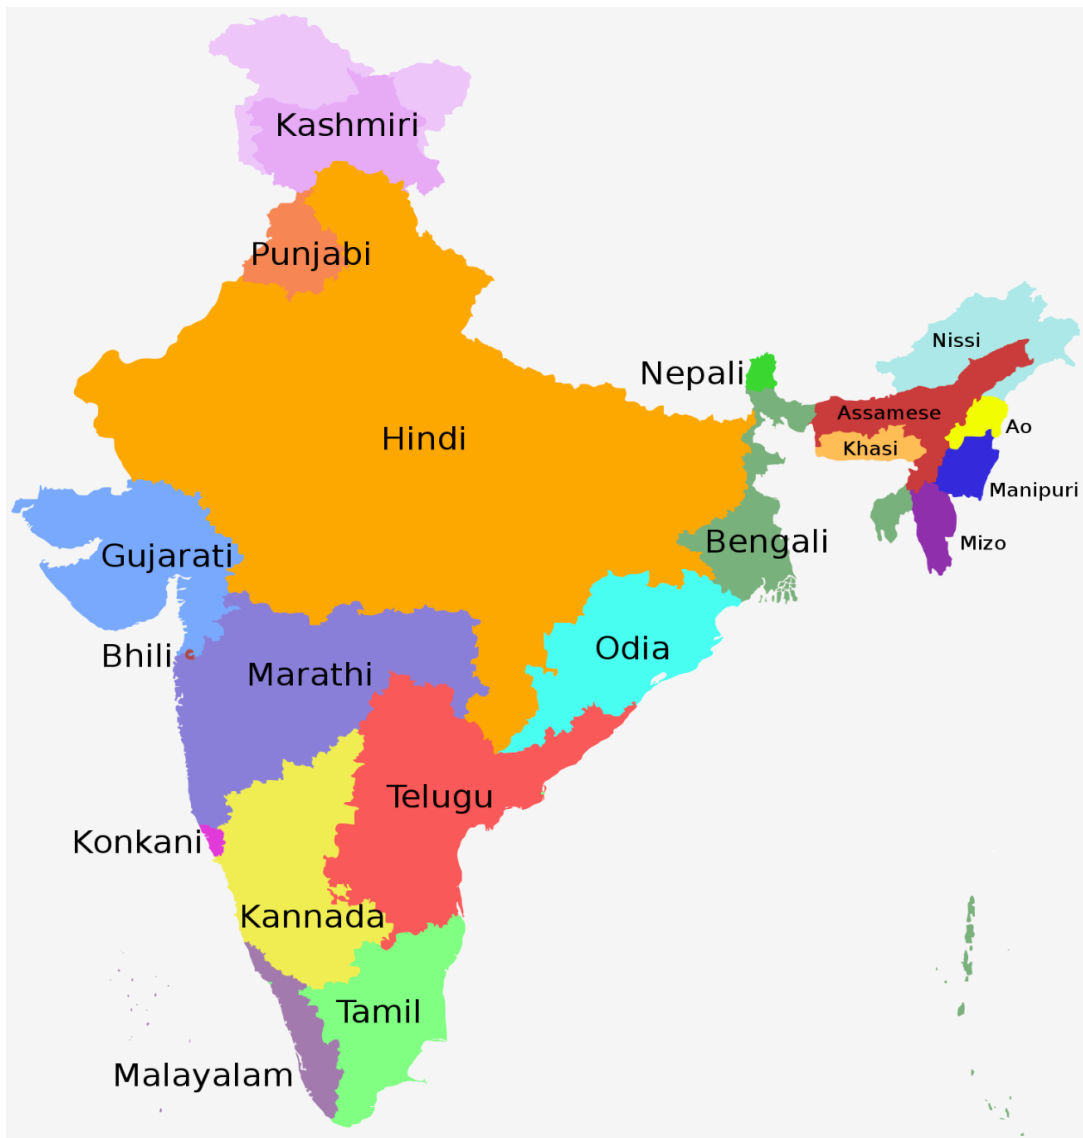 Kashmiri
Punjabi
Nissi
Nepali
Assamese
Ao
Hindi
Khasi
Manipuri
Bengali
Mizo
Gujarati
Odia
Bhili
Marathi
Telugu
Konkani
Kannada
Tamil
Malayalam